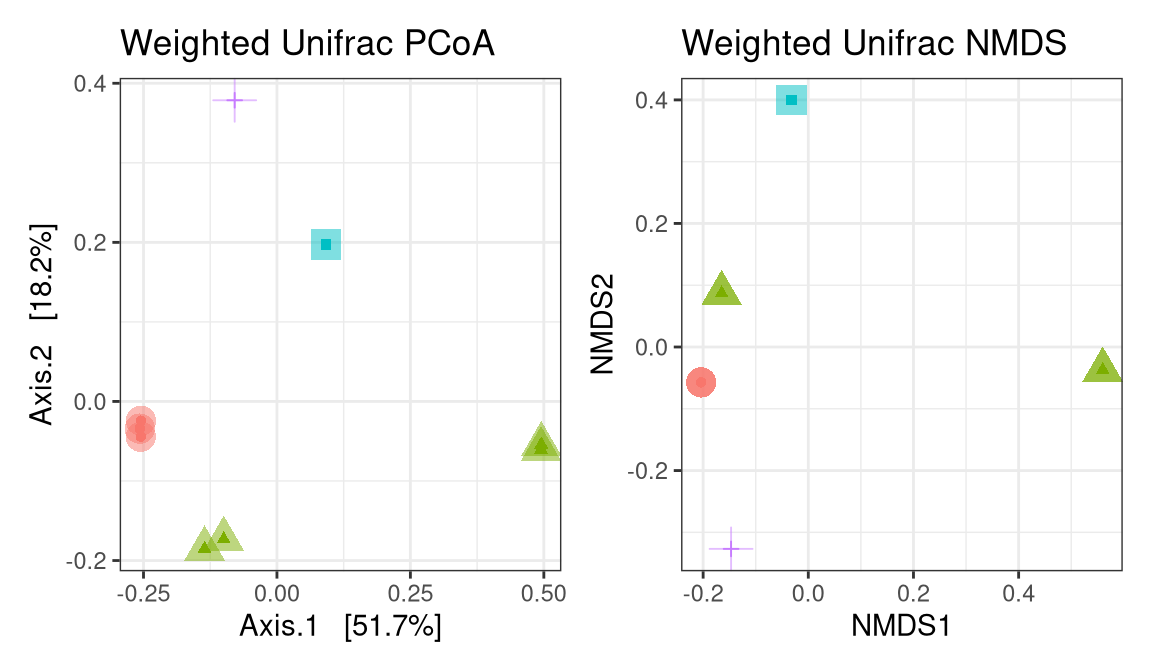 Weighted Unifrac PCoA
Axis.2   [18.2%]
0.4
0.2
0.0
-0.2
-0.25
0.00
0.25
0.50
Axis.1   [51.7%]
Weighted Unifrac NMDS
NMDS2
0.4
0.2
0.0
-0.2
-0.2
0.0
0.2
0.4
NMDS1